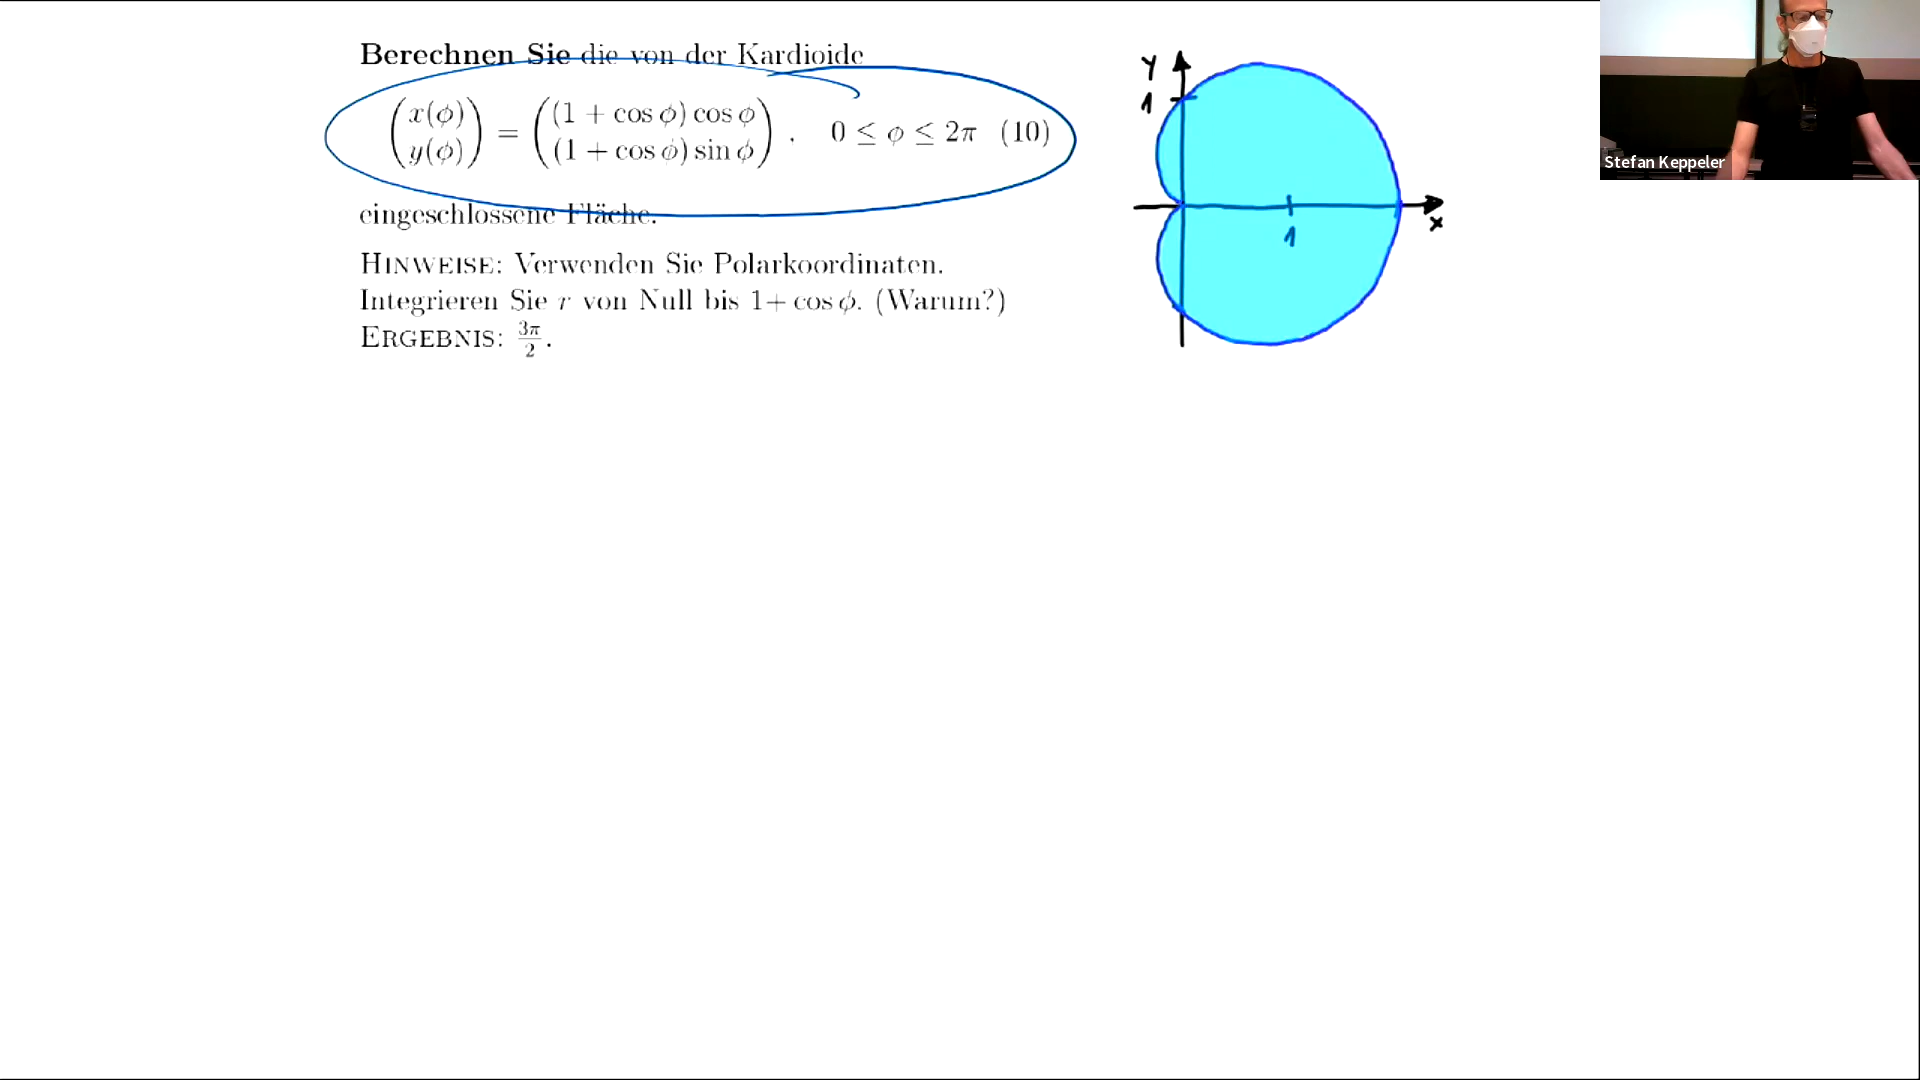 Berechnen Sie die von der Kardioide
(x(ϕ) y(ϕ)) = ((1 + cos ϕ) cos ϕ (1 + cos ϕ) sin ϕ) , 0 ≤ ϕ ≤ 2π (10)
eingeschlossene Fläche.
HINWEISE: Verwenden Sie Polarkoordinaten.
Integrieren Sie r von Null bis 1+ cos ϕ. (Warum?)
ERGEBNIS: 3π/2.
y
1
1
x
Stefan Keppeler